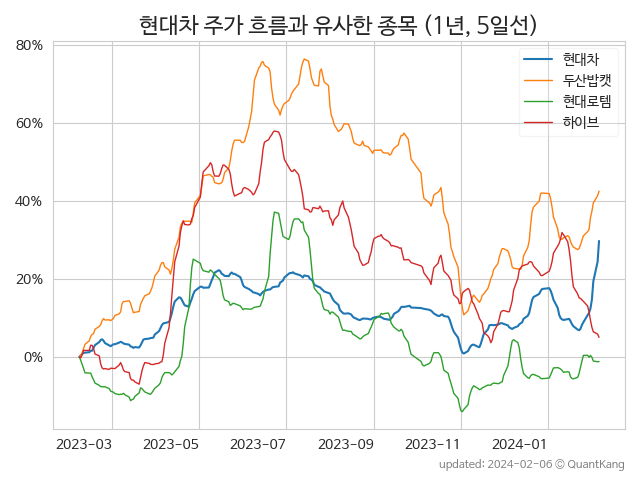 현대차 주가 흐름과 유사한 종목 (1년, 5일선)
80%
60%
40%
20%
0%
현대차
두산밥캣
현대로템
하이브
2023-03 2023-05 2023-07 2023-09 2023-11 2024-01
updated: 2024-02-06 © QuantKang